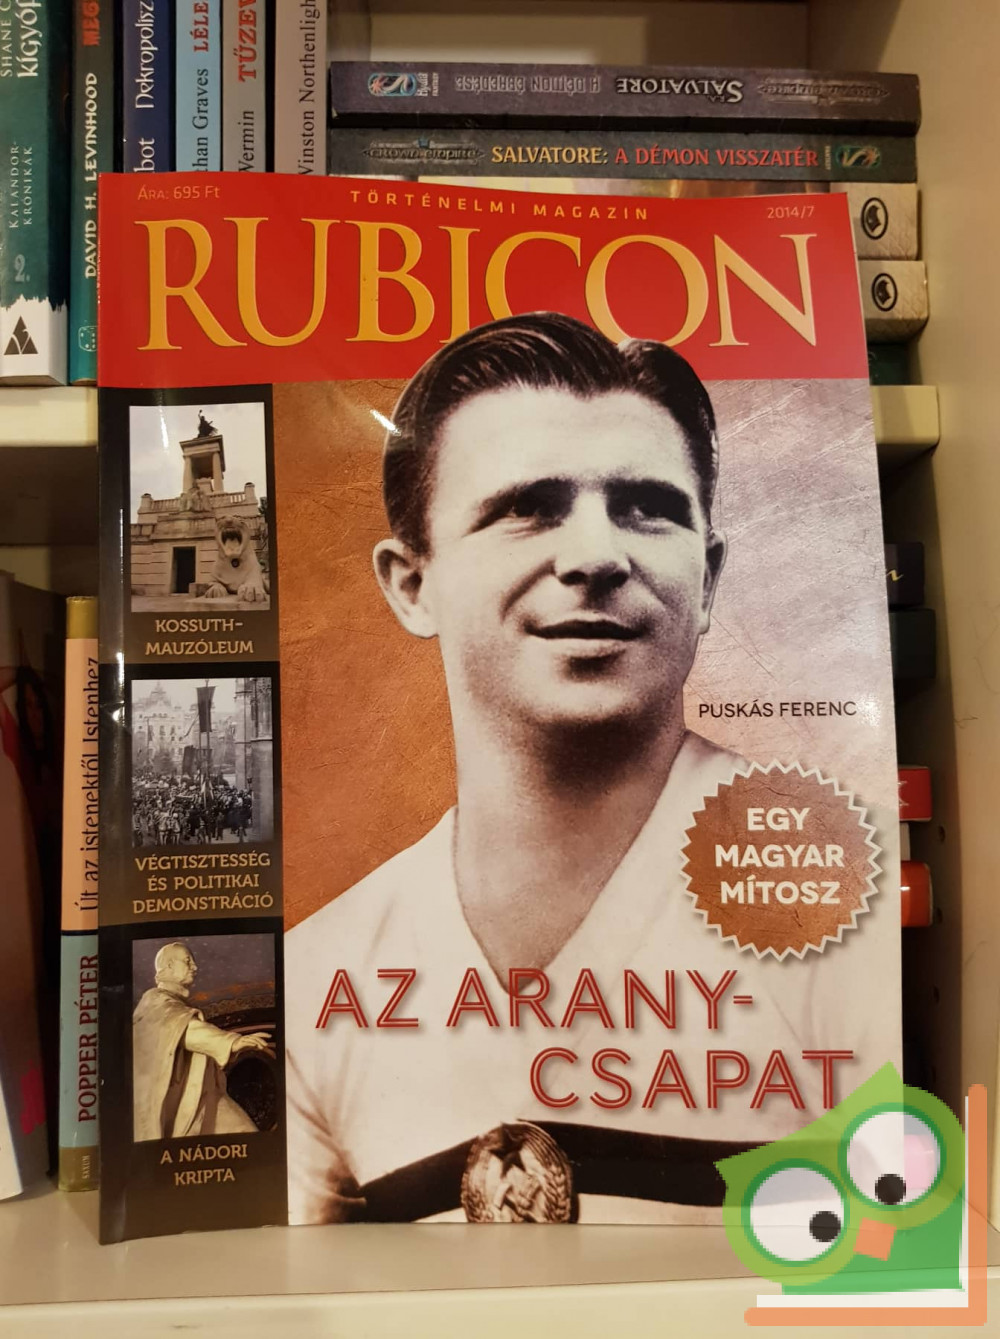 SHANE C
KÍGYÓF
KALANDOR-
KRÓNIKÁK
2.
MEG
DAVID H. LEVINHOOD
Dekropolisz
bot
LÉLE
than Graves
TŰZEV
Wermin
Winston Northenligh
A DÉMON ÉBREDÉSE
R.A.
SALVATORE
SALVATORE: A DÉMON VISSZATÉR
ÁRA: 695 Ft
TÖRTÉNELMI MAGAZIN
2014/7
RUBICON
KOSSUTH-
MAUZÓLEUM
VÉGTISZTESSÉG
ÉS POLITIKAI
DEMONSTRÁCIÓ
A NÁDORI
KRIPTA
PUSKÁS FERENC
EGY
MAGYAR
MÍTOSZ
AZ ARANY-
CSAPAT
Út az istenektől Istenhez
POPPER PÉTER
SAXUM